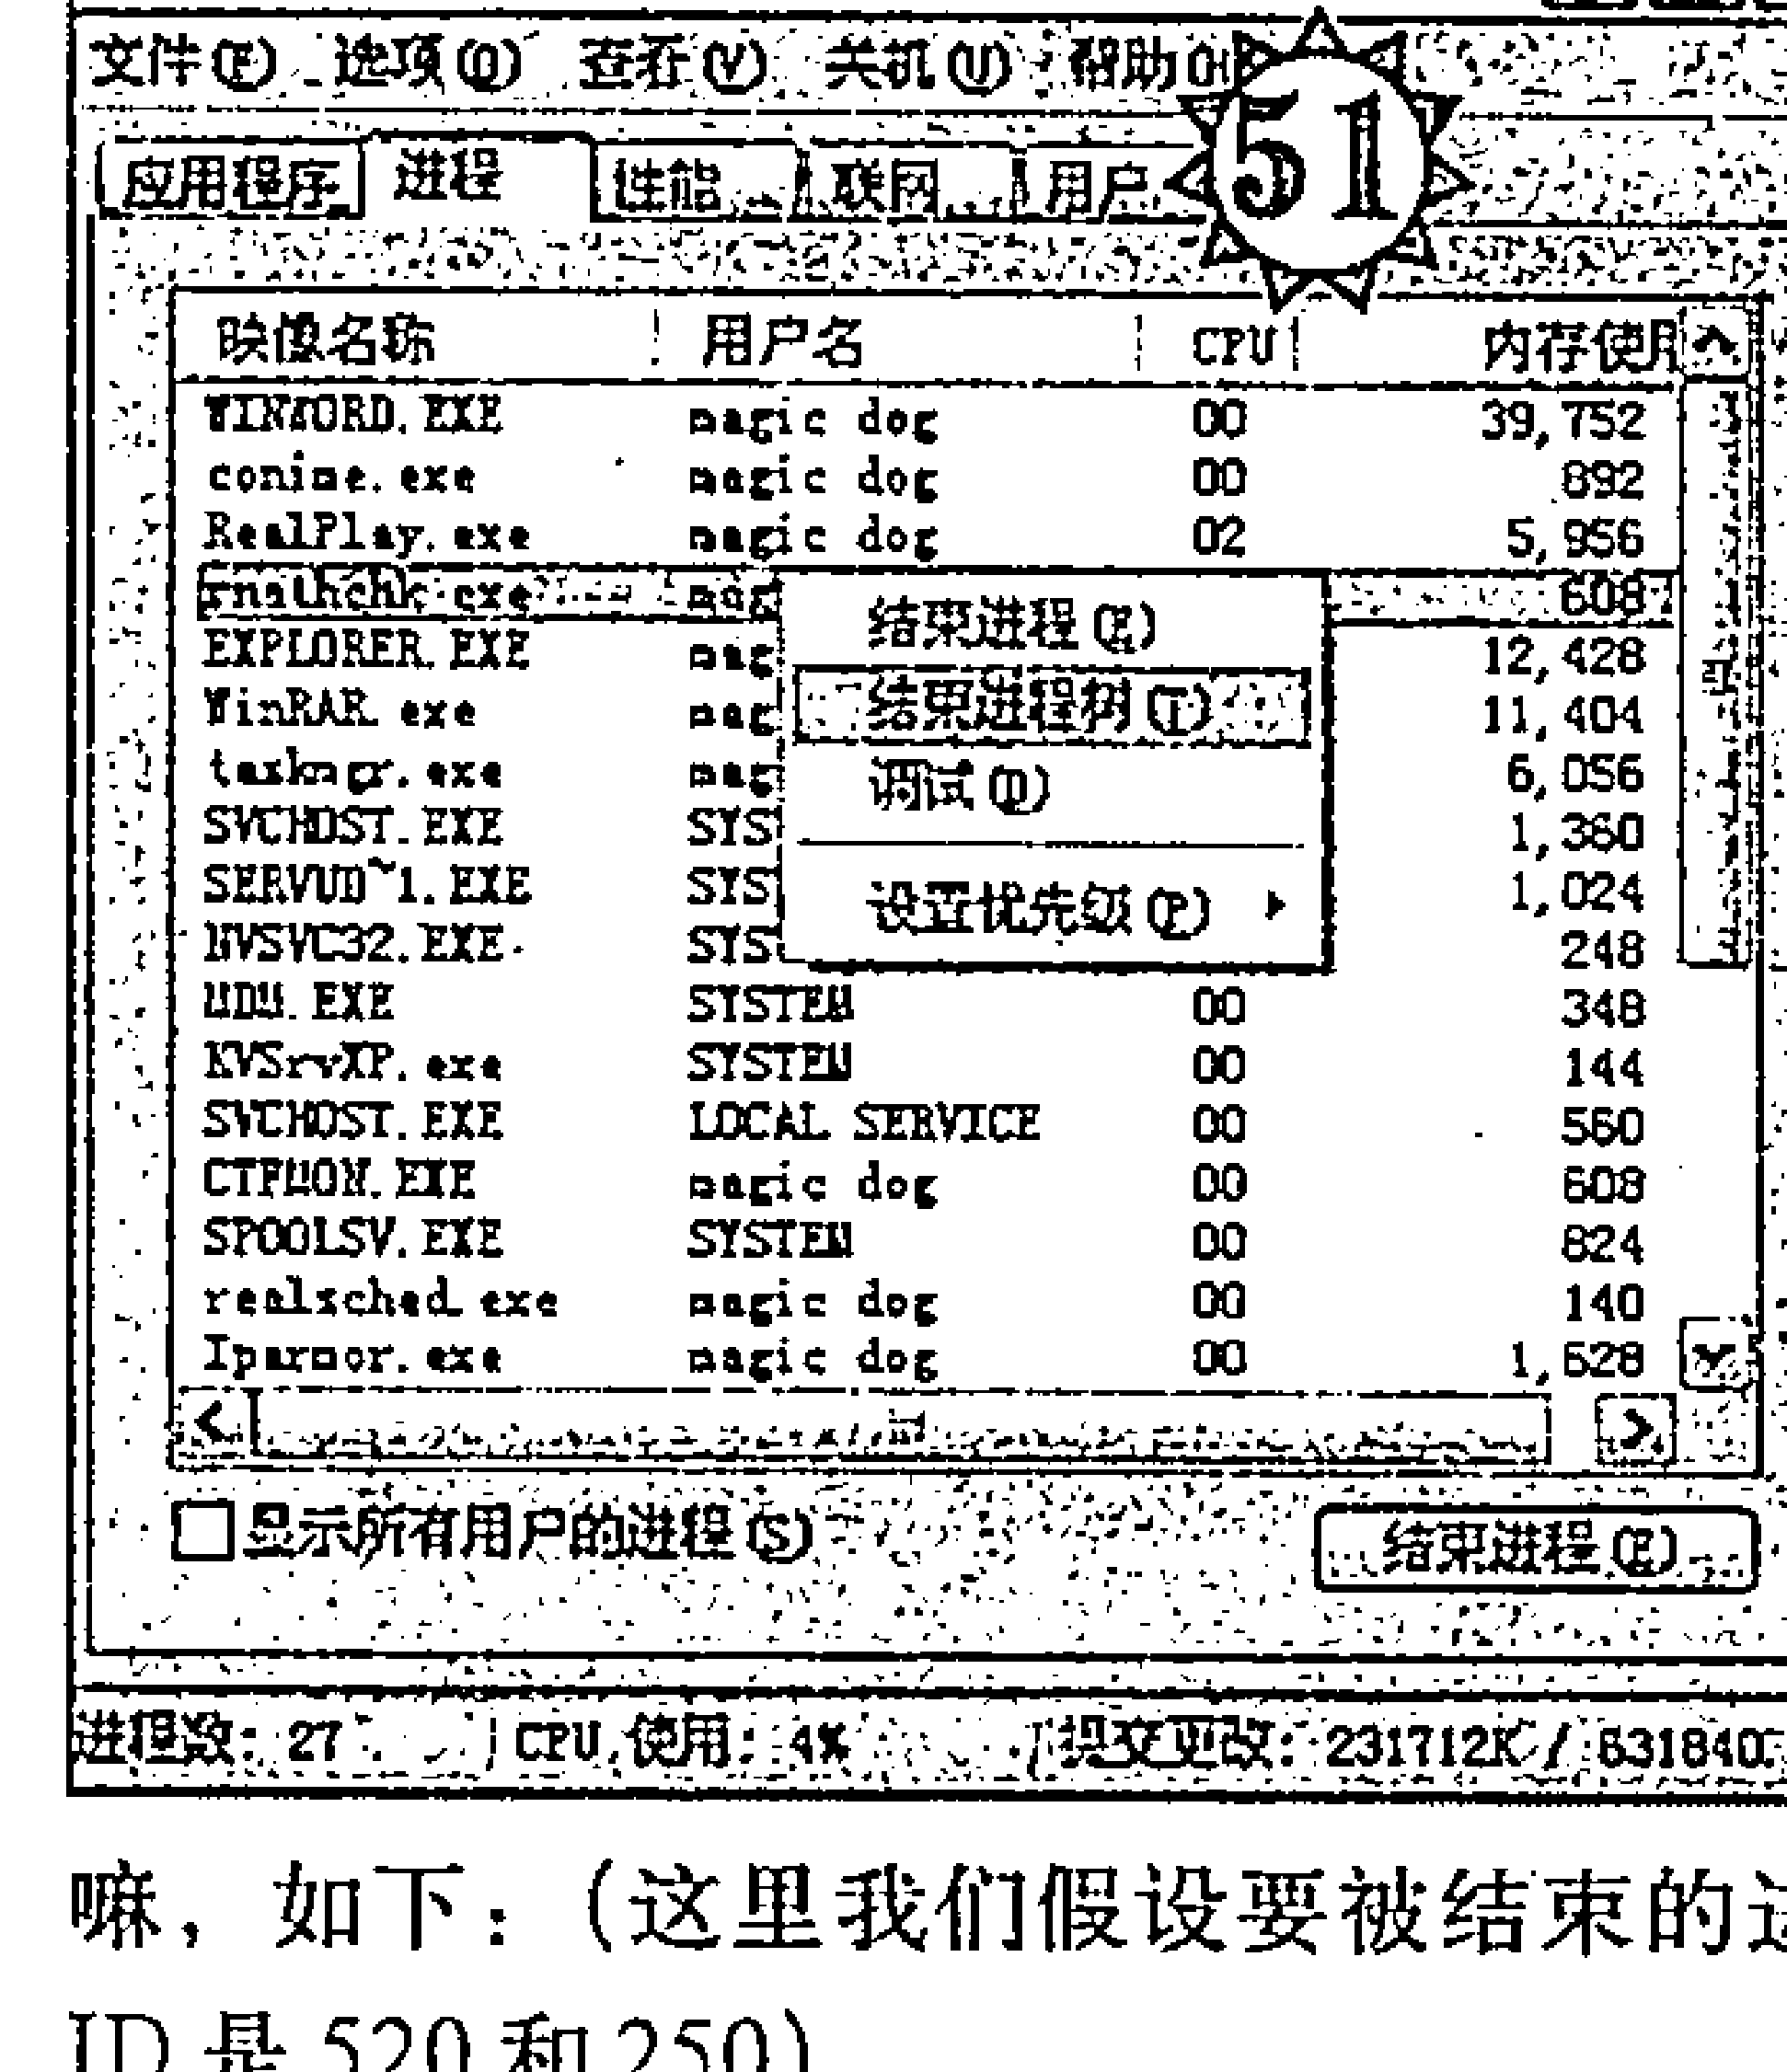 文件(F) 选项(O) 查看(V) 关机(U) 帮助(H
51
应用程序 进程 性能 联网 用户
映像名称 用户名 CPU 内存使用
WINWORD.EXE magic dog 00 39,752
conime.exe magic dog 00 892
RealPlay.exe magic dog 02 5,956
rnathchk.exe mag 608
结束进程(E)
EXPLORER.EXE mag 12,428
结束进程树(T)
WinRAR.exe mag 11,404
taskmgr.exe mag 6,056
调试(D)
SVCHOST.EXE SYS 1,360
SERVUD~1.EXE SYS 1,024
设置优先级(P)
NVSVC32.EXE SYS 248
MDM.EXE SYSTEM 00 348
KVSrvXP.exe SYSTEM 00 144
SVCHOST.EXE LOCAL SERVICE 00 560
CTFMON.EXE magic dog 00 608
SPOOLSV.EXE SYSTEM 00 824
realsched.exe magic dog 00 140
Iparmor.exe magic dog 00 1,628
显示所有用户的进程(S) 结束进程(E)
进程数: 27 CPU 使用: 4% 提交更改: 231712K / 631840
嘛，如下：（这里我们假设要被结束的进
ID 是 520 和 250）